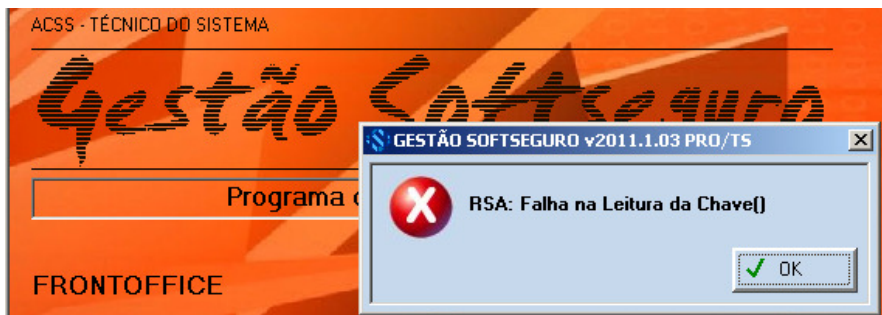 ACSS - TÉCNICO DO SISTEMA
Gestão Softseguro
GESTÃO SOFTSEGURO v2011.1.03 PRO/TS
RSA: Falha na Leitura da Chave()
OK
Programa
FRONTOFFICE